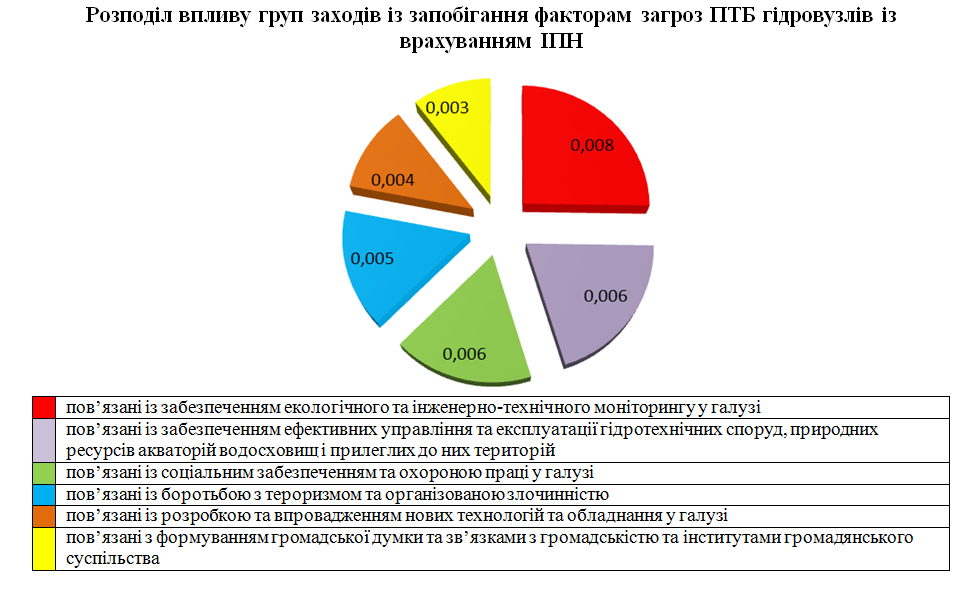 Розподіл впливу груп заходів із запобігання факторам загроз ПТБ гідровузлів із
врахуванням ІПН
0,003
0,008
0,004
0,005
0,006
0,006
пов’язані із забезпеченням екологічного та інженерно-технічного моніторингу у галузі
пов’язані із забезпеченням ефективних управління та експлуатації гідротехнічних споруд, природних
ресурсів акваторій водосховищ і прилеглих до них територій
пов’язані із соціальним забезпеченням та охороною праці у галузі
пов’язані із боротьбою з тероризмом та організованою злочинністю
пов’язані із розробкою та впровадженням нових технологій та обладнання у галузі
пов’язані з формуванням громадської думки та зв’язками з громадськістю та інститутами громадянського
суспільства